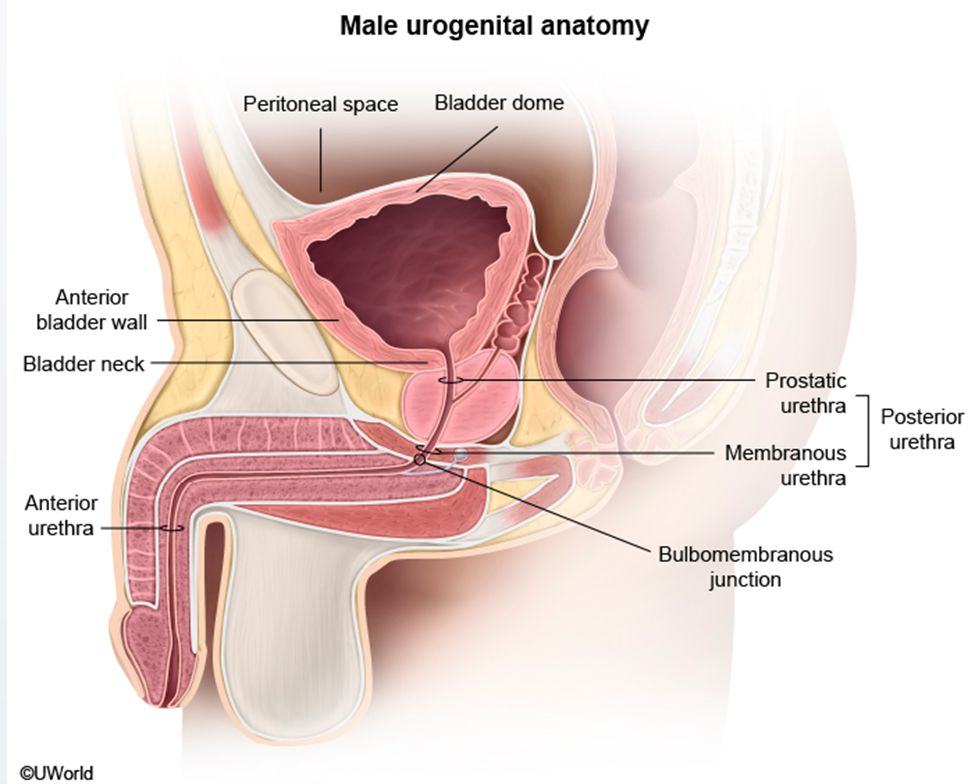 Male urogenital anatomy
Peritoneal space
Bladder dome
Anterior
bladder wall
Bladder neck
Prostatic
urethra
Posterior
urethra
Membranous
urethra
Anterior
urethra
Bulbomembranous
junction
©UWorld